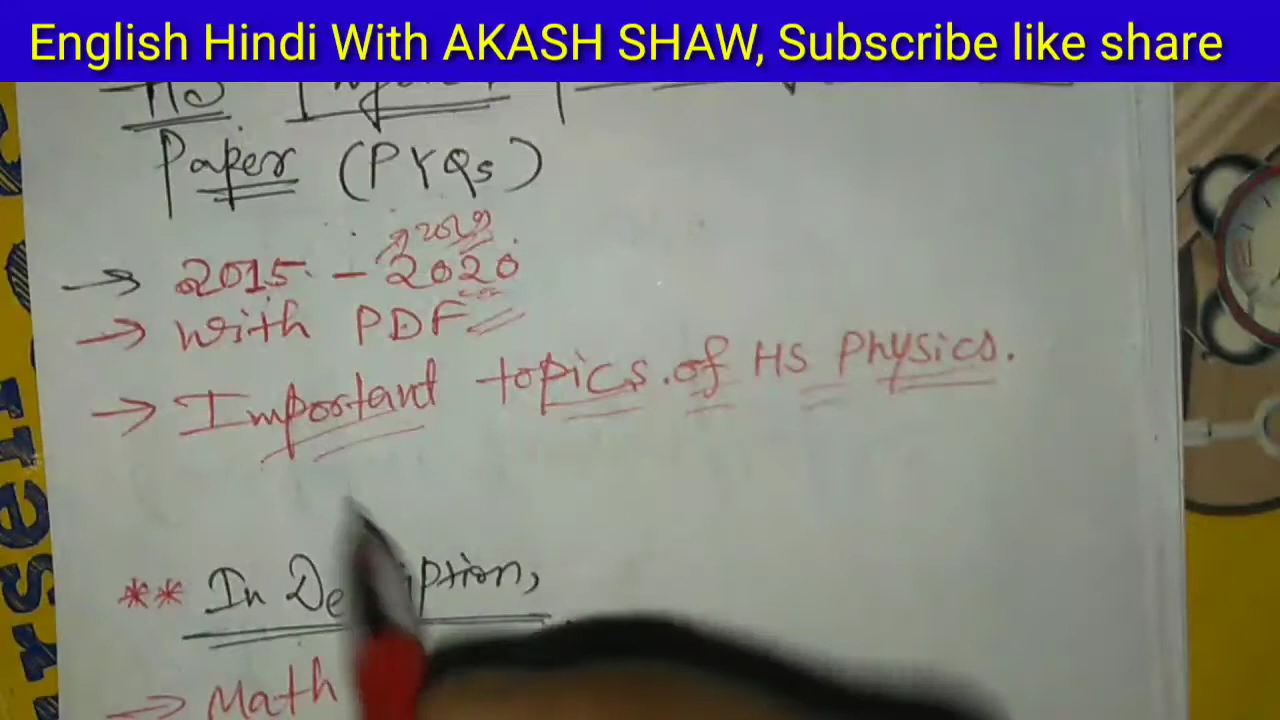 English Hindi With AKASH SHAW, Subscribe like share
HS
Paper (PYQs)
→ 2015 - 2020
→ With PDF
→ Important topics of HS Physics.
** In De ption,
→ Math